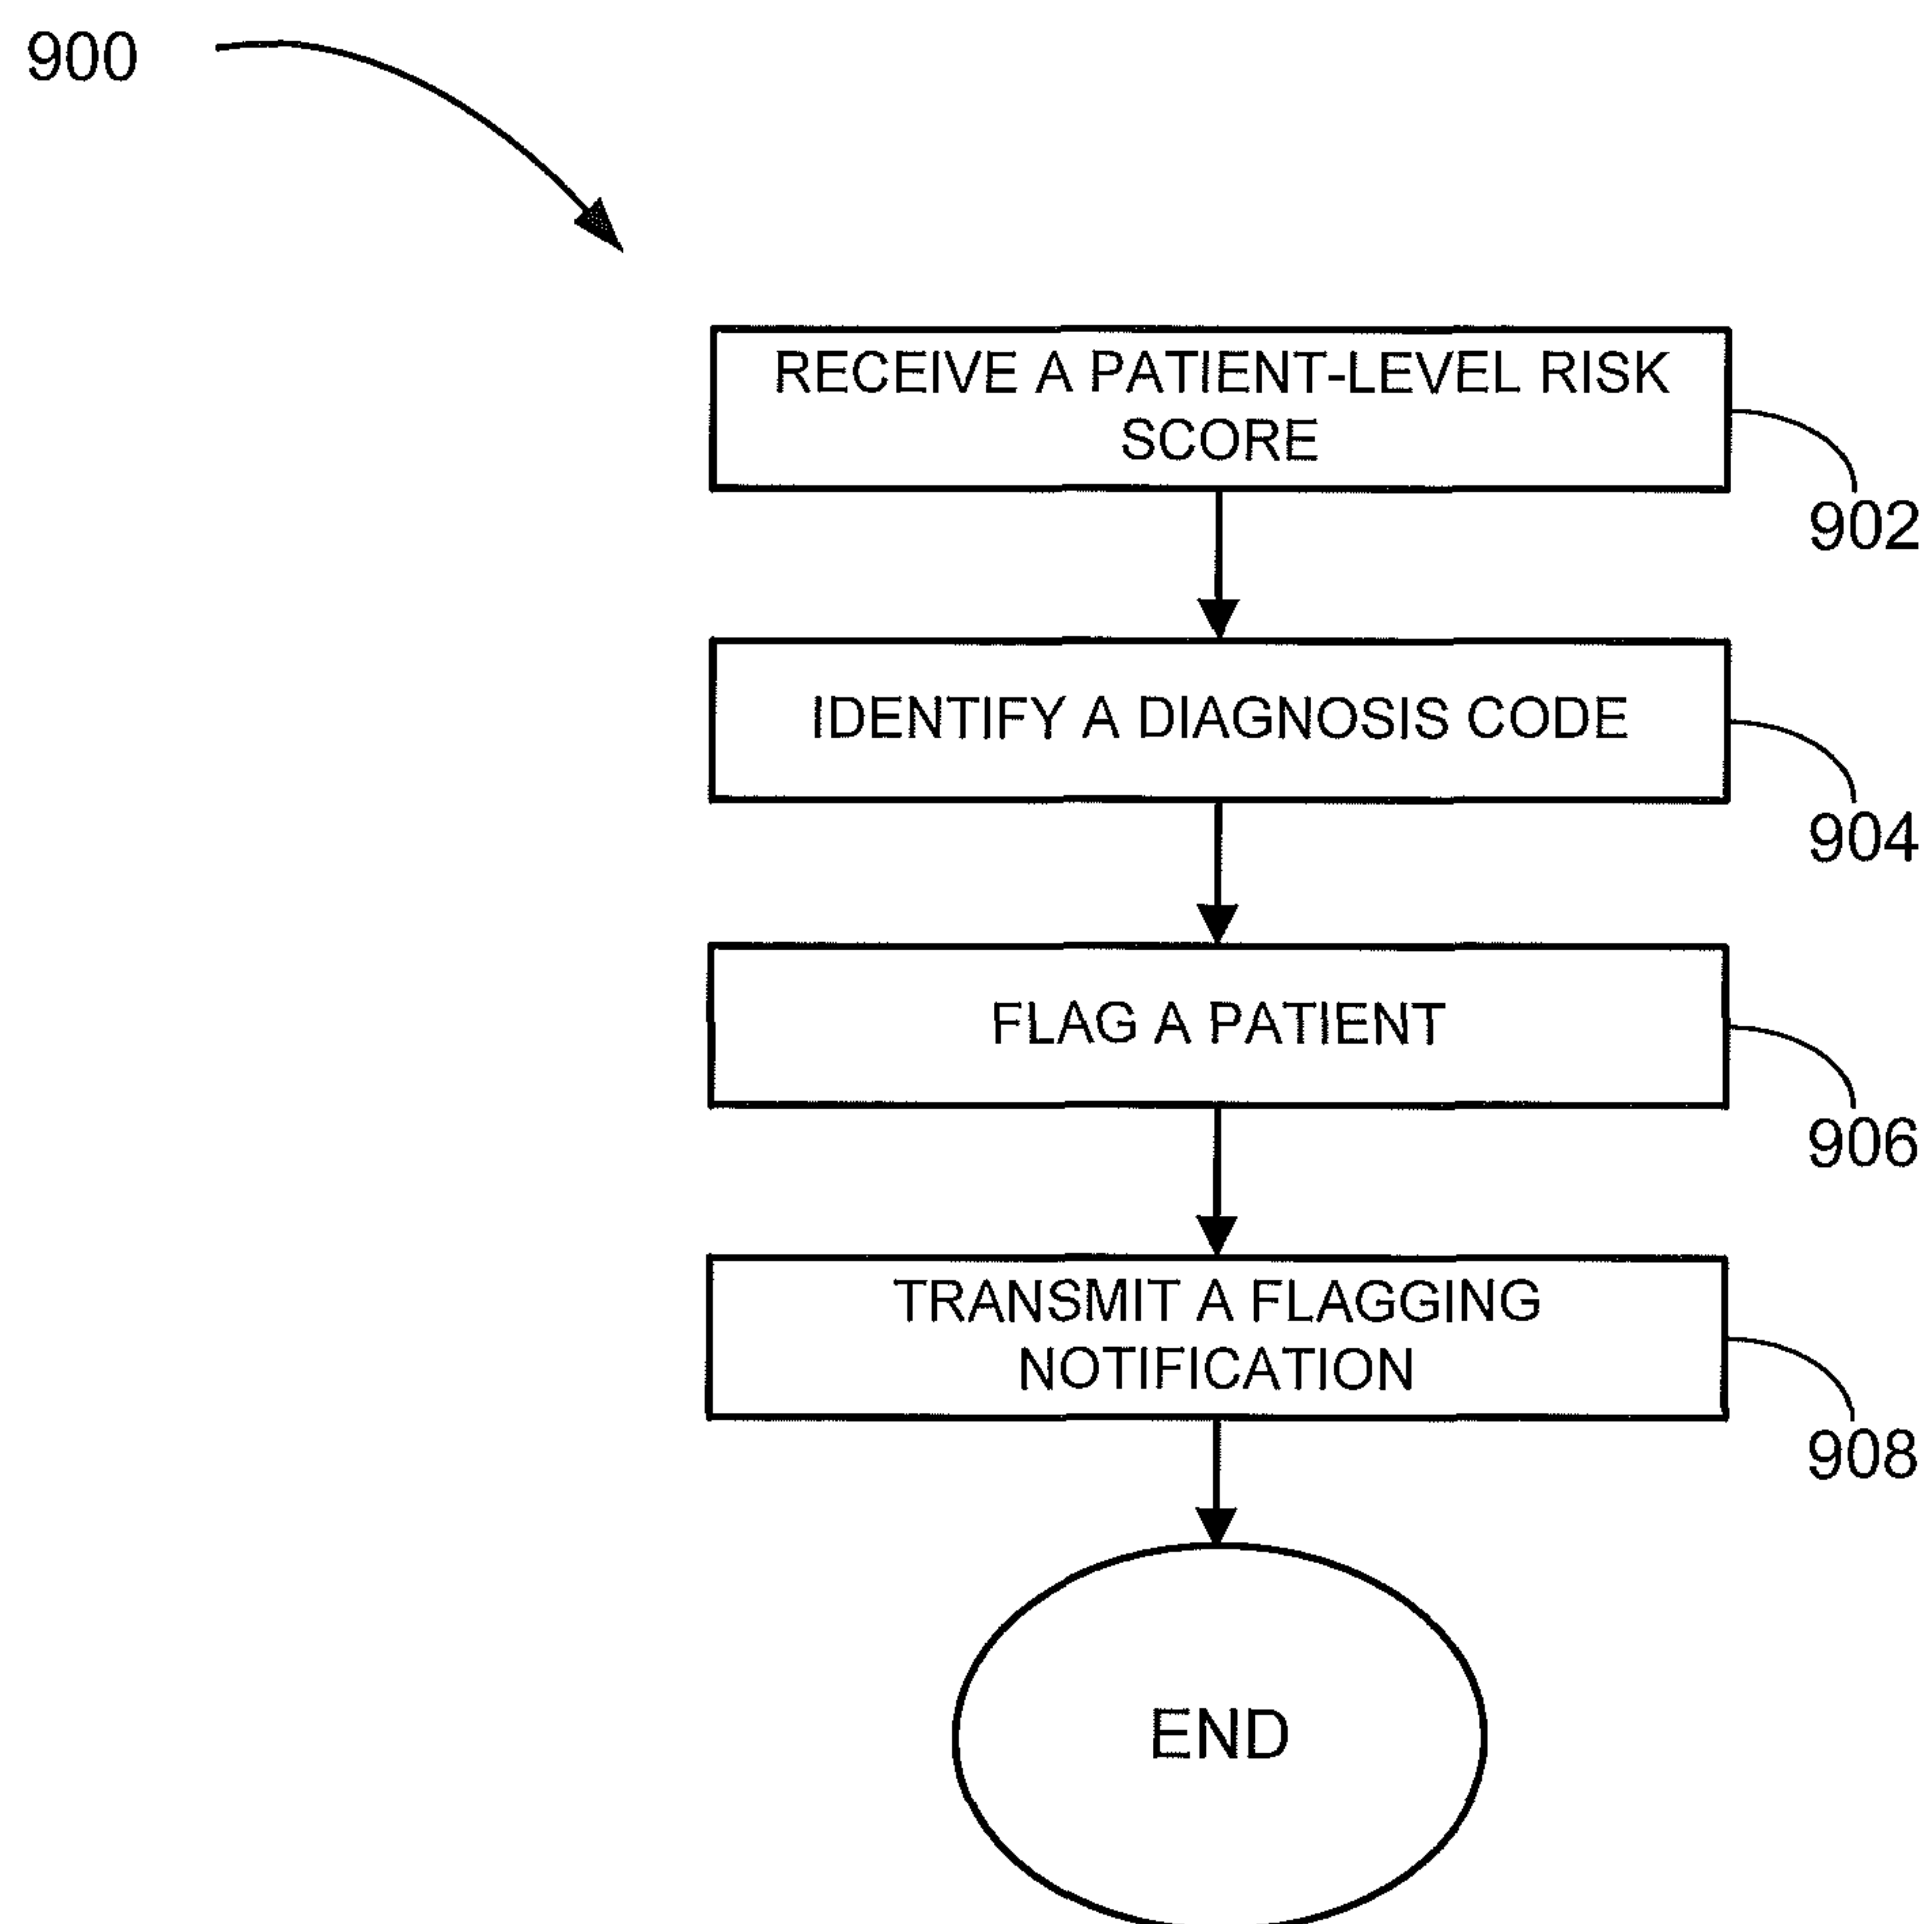 900
RECEIVE A PATIENT-LEVEL RISK
SCORE
902
IDENTIFY A DIAGNOSIS CODE
904
FLAG A PATIENT
906
TRANSMIT A FLAGGING
NOTIFICATION
908
END